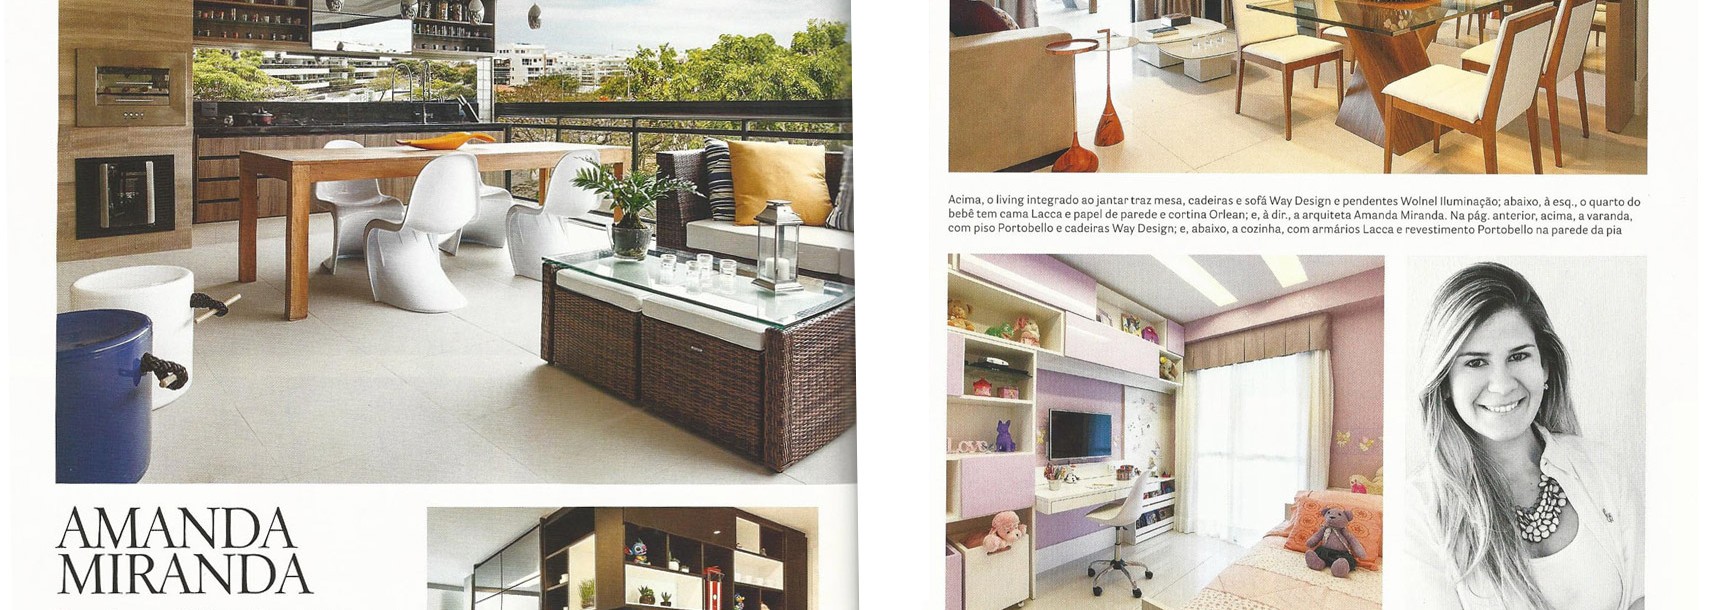 AMANDA
MIRANDA
Acima, o living integrado ao jantar traz mesa, cadeiras e sofá Way Design e pendentes Wolnel Iluminação; abaixo, à esq., o quarto do
bebê tem cama Lacca e papel de parede e cortina Orlean; e, à dir., a arquiteta Amanda Miranda. Na pág. anterior, acima, a varanda,
com piso Portobello e cadeiras Way Design; e, abaixo, a cozinha, com armários Lacca e revestimento Portobello na parede da pia
Love